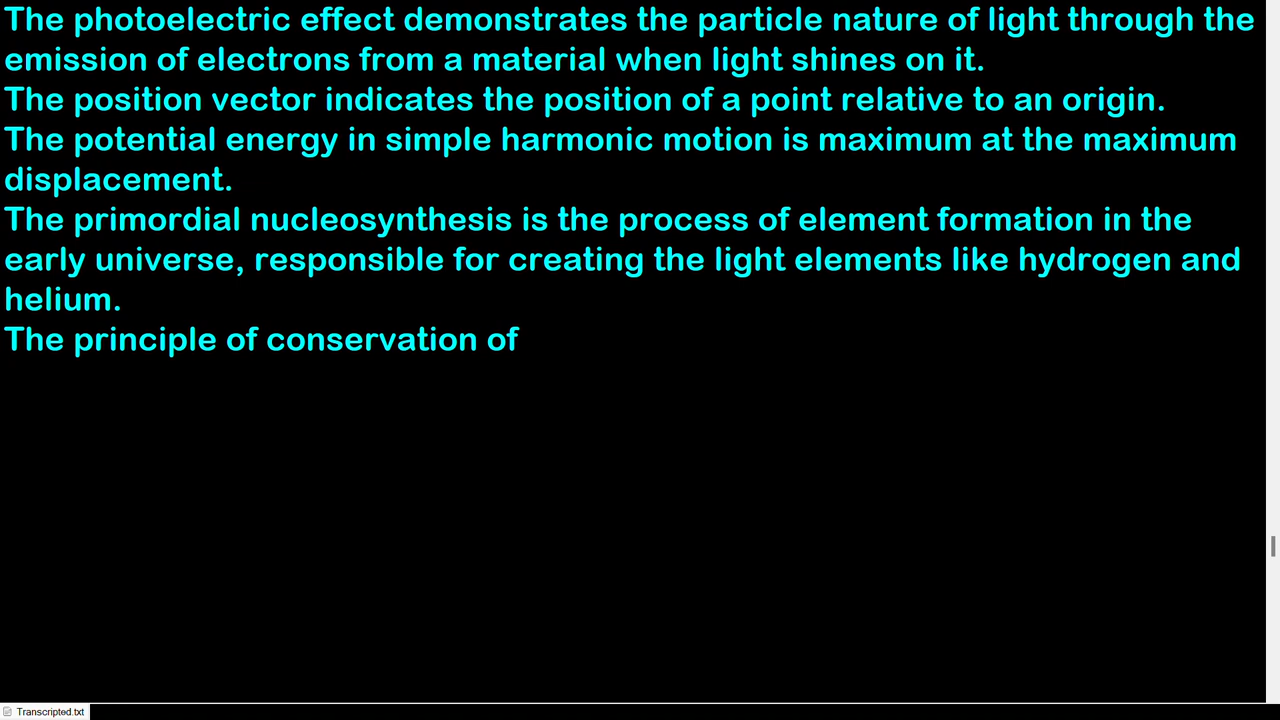 The photoelectric effect demonstrates the particle nature of light through the
emission of electrons from a material when light shines on it.
The position vector indicates the position of a point relative to an origin.
The potential energy in simple harmonic motion is maximum at the maximum
displacement.
The primordial nucleosynthesis is the process of element formation in the
early universe, responsible for creating the light elements like hydrogen and
helium.
The principle of conservation of
Transcripted.txt